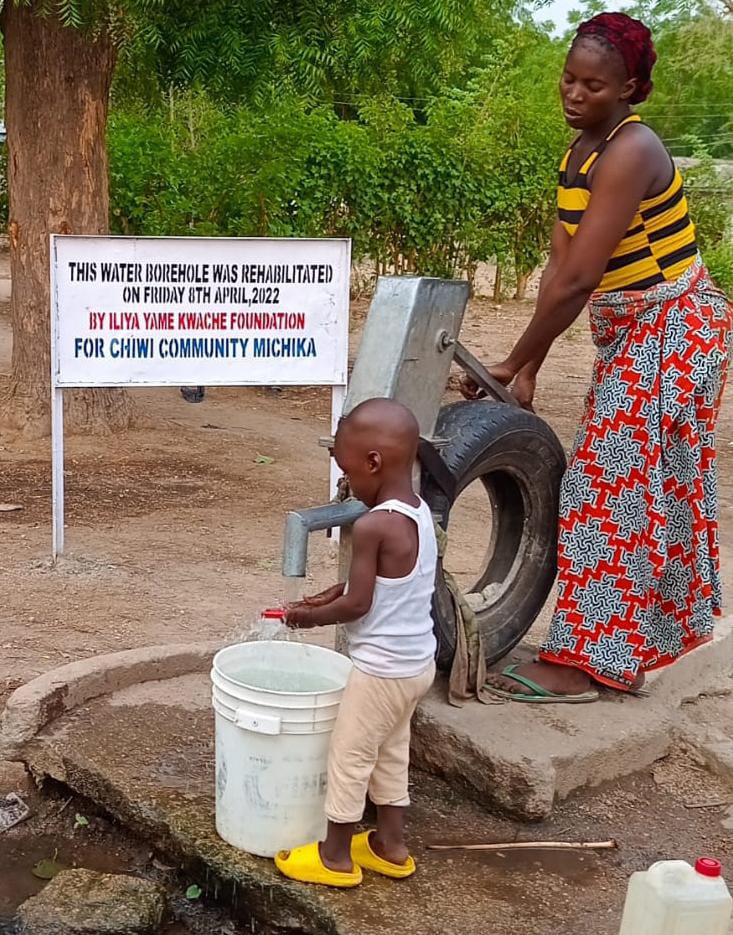 THIS WATER BOREHOLE WAS REHABILITATED
ON FRIDAY 8TH APRIL,2022
BY ILIYA YAME KWACHE FOUNDATION
FOR CHIWI COMMUNITY MICHIKA